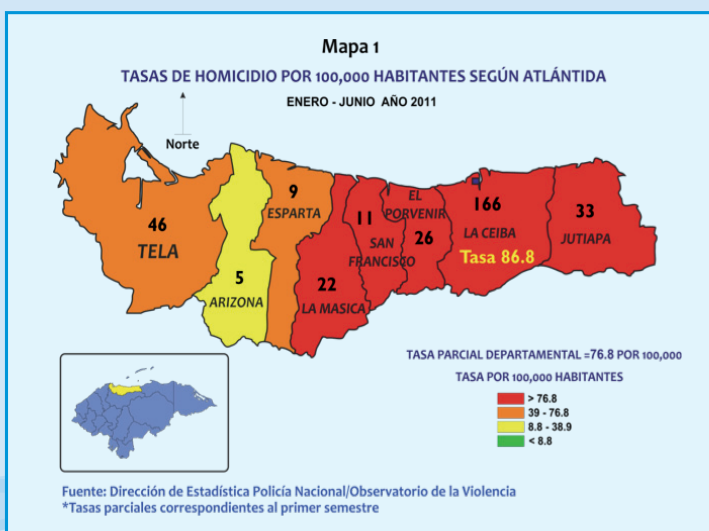 Mapa 1
TASAS DE HOMICIDIO POR 100,000 HABITANTES SEGÚN ATLÁNTIDA
ENERO - JUNIO AÑO 2011
Norte
46
TELA
5
ARIZONA
9
ESPARTA
22
LA MASICA
11
SAN
FRANCISCO
EL
PORVENIR
26
166
LA CEIBA
Tasa 86.8
33
JUTIAPA
TASA PARCIAL DEPARTAMENTAL =76.8 POR 100,000
TASA POR 100,000 HABITANTES
> 76.8
39 - 76.8
8.8 - 38.9
< 8.8
Fuente: Dirección de Estadística Policía Nacional/Observatorio de la Violencia
*Tasas parciales correspondientes al primer semestre